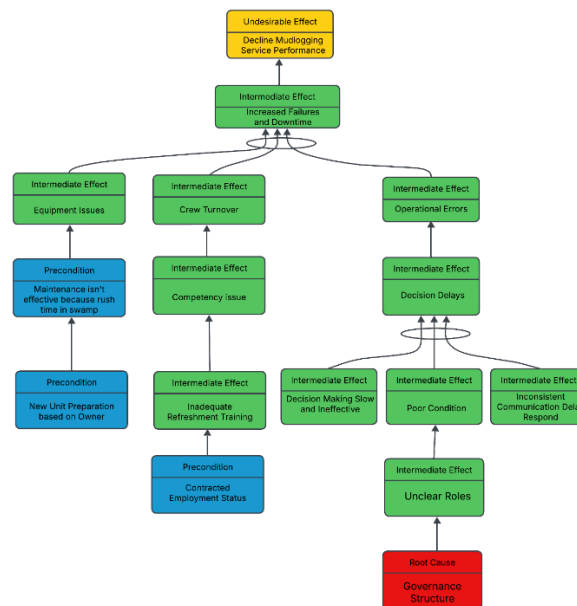 Undesirable Effect
Decline Mudlogging
Service Performance
Intermediate Effect
Increased Failures
and Downtime
Intermediate Effect
Equipment Issues
Intermediate Effect
Crew Turnover
Intermediate Effect
Operational Errors
Precondition
Maintenance isn't
effective because rush
time in swamp
Intermediate Effect
Competency issue
Intermediate Effect
Decision Delays
Precondition
New Unit Preparation
based on Owner
Intermediate Effect
Inadequate
Refreshment Training
Intermediate Effect
Decision Making Slow
and Ineffective
Intermediate Effect
Poor Condition
Intermediate Effect
Inconsistent
Communication Dela
Respond
Precondition
Contracted
Employment Status
Intermediate Effect
Unclear Roles
Root Cause
Governance
Structure